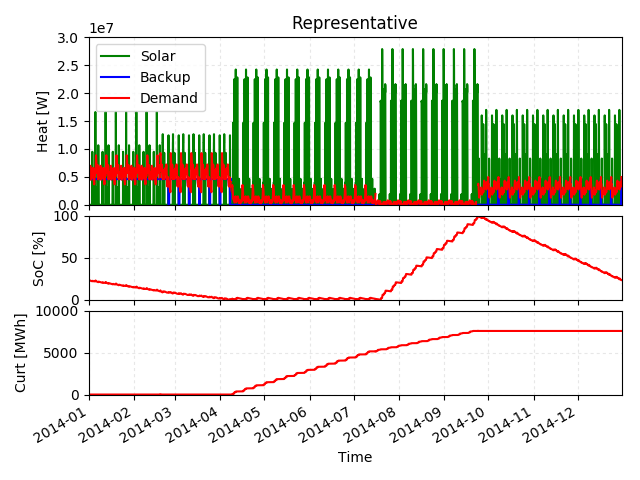 Representative
1e7
3.0
2.5
2.0
1.5
1.0
0.5
0.0
Heat [W]
Solar
Backup
Demand
100
50
0
SoC [%]
10000
5000
0
Curt [MWh]
2014-01
2014-02
2014-03
2014-04
2014-05
2014-06
2014-07
2014-08
2014-09
2014-10
2014-11
2014-12
Time